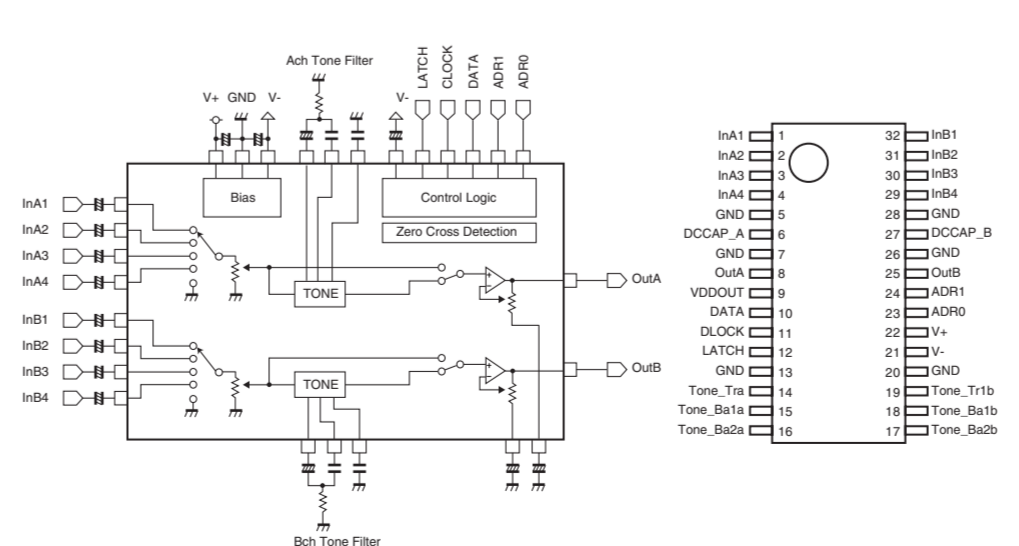 Ach Tone Filter
LATCH
CLOCK
DATA
ADR1
ADR0
V+
GND
V-
V-
Bias
Control Logic
Zero Cross Detection
InA1
InA2
InA3
InA4
TONE
OutA
InB1
InB2
InB3
InB4
TONE
OutB
Bch Tone Filter
InA1 1
InA2 2
InA3 3
InA4 4
GND 5
DCCAP_A 6
GND 7
OutA 8
VDDOUT 9
DATA 10
DLOCK 11
LATCH 12
GND 13
Tone_Tra 14
Tone_Ba1a 15
Tone_Ba2a 16
32 InB1
31 InB2
30 InB3
29 InB4
28 GND
27 DCCAP_B
26 GND
25 OutB
24 ADR1
23 ADR0
22 V+
21 V-
20 GND
19 Tone_Tr1b
18 Tone_Ba1b
17 Tone_Ba2b